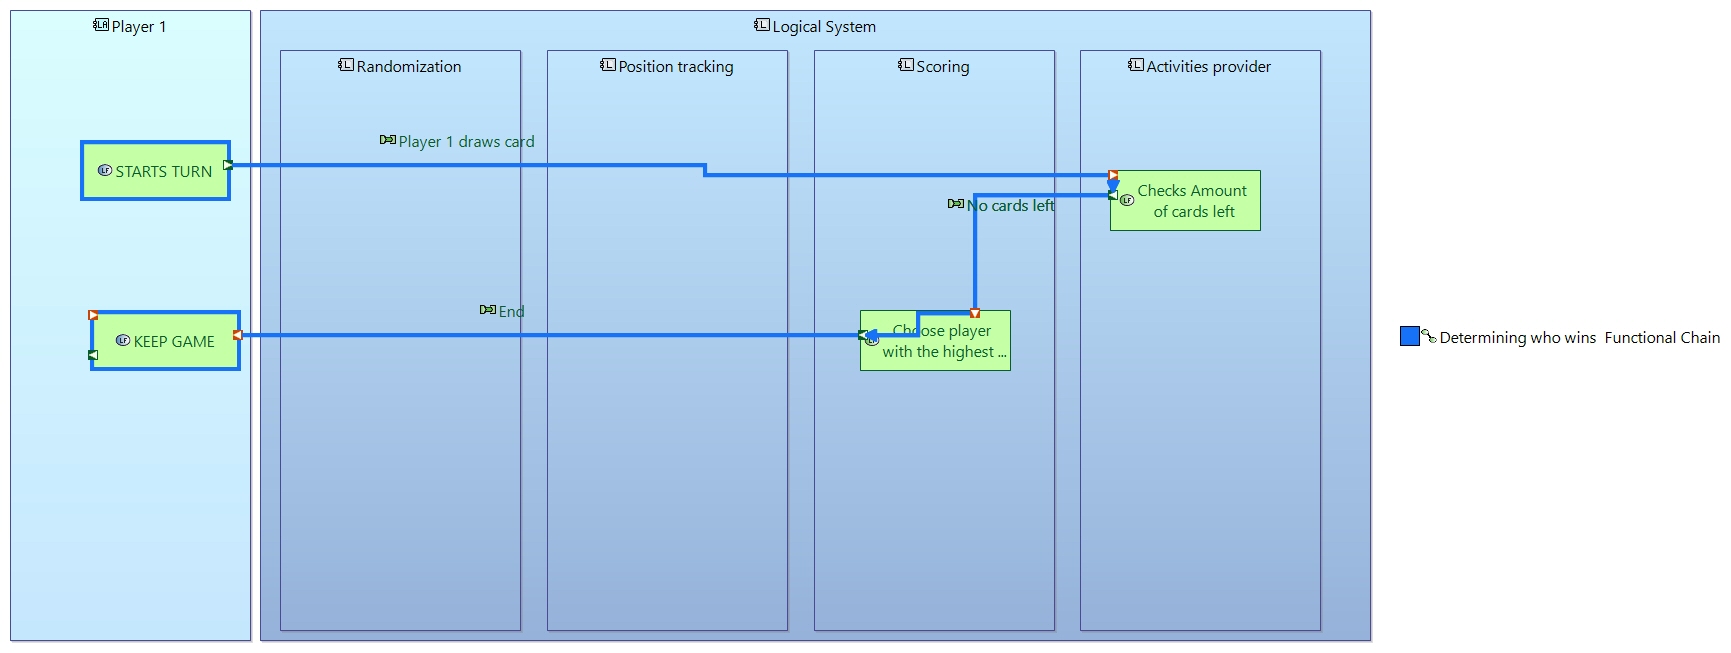 Player 1
Logical System
Randomization
Position tracking
Scoring
Activities provider
Player 1 draws card
STARTS TURN
Checks Amount
of cards left
No cards left
End
KEEP GAME
Choose player
with the highest ...
Determining who wins  Functional Chain